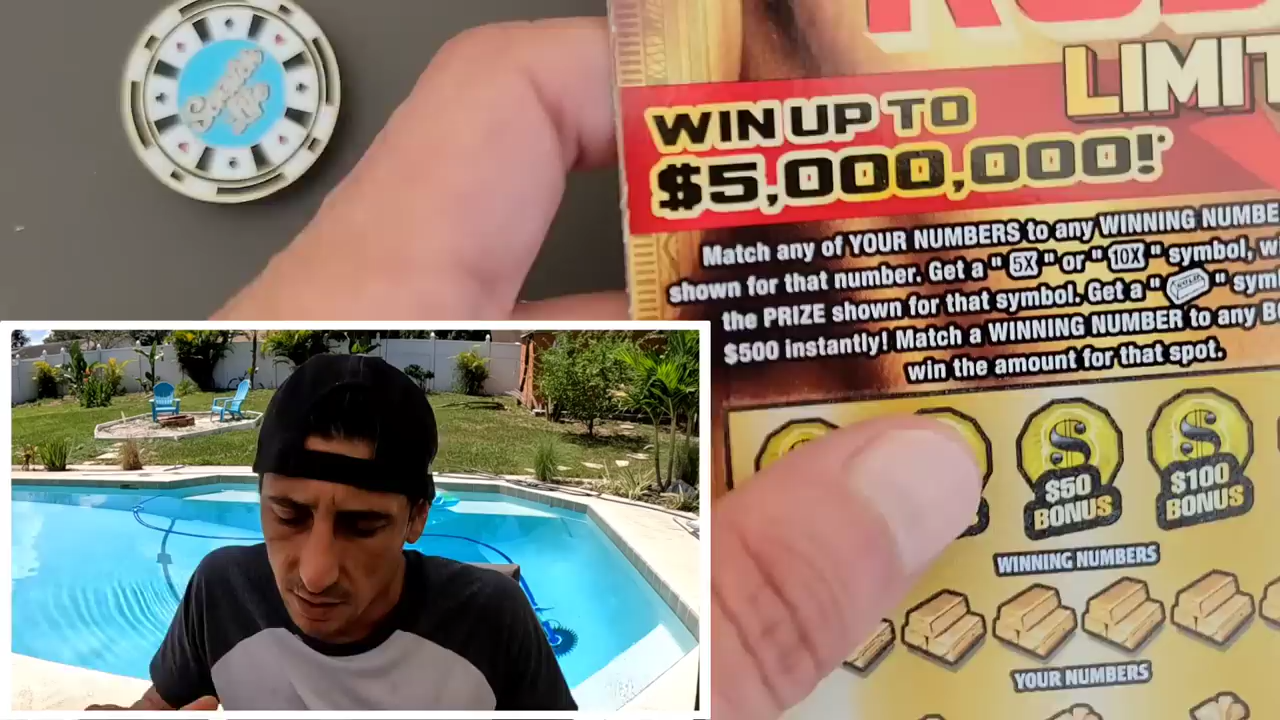 LIMIT
WIN UP TO
$5,000,000!*
Match any of YOUR NUMBERS to any WINNING NUMBE
shown for that number. Get a "5X" or "10X" symbol, w
the PRIZE shown for that symbol. Get a " " sym
$500 instantly! Match a WINNING NUMBER to any B
win the amount for that spot.
$50 BONUS
$100 BONUS
WINNING NUMBERS
YOUR NUMBERS